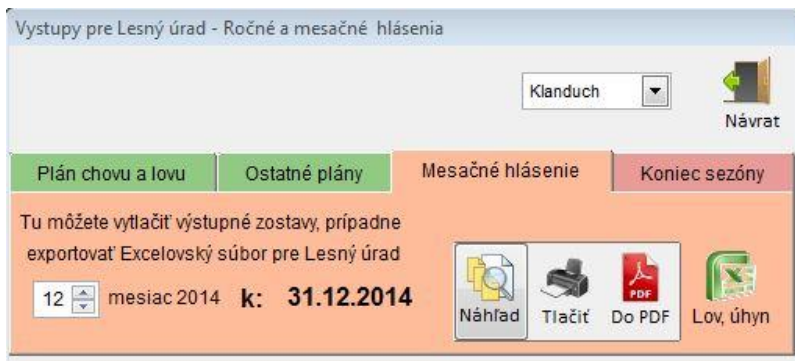 Vystupy pre Lesný úrad - Ročné a mesačné hlásenia
Klanduch
Návrat
Plán chovu a lovu
Ostatné plány
Mesačné hlásenie
Koniec sezóny
Tu môžete vytlačiť výstupné zostavy, prípadne
exportovať Excelovský súbor pre Lesný úrad
12 mesiac 2014 k: 31.12.2014
Náhľad
Tlačiť
PDF
Do PDF
Lov, úhyn